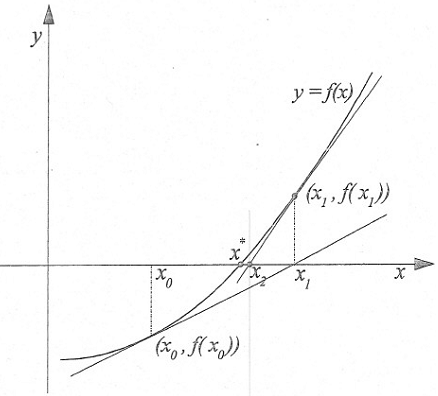 y
y = f(x)
(x₁, f(x₁))
x*
x₀
x₂
x₁
x
(x₀, f(x₀))